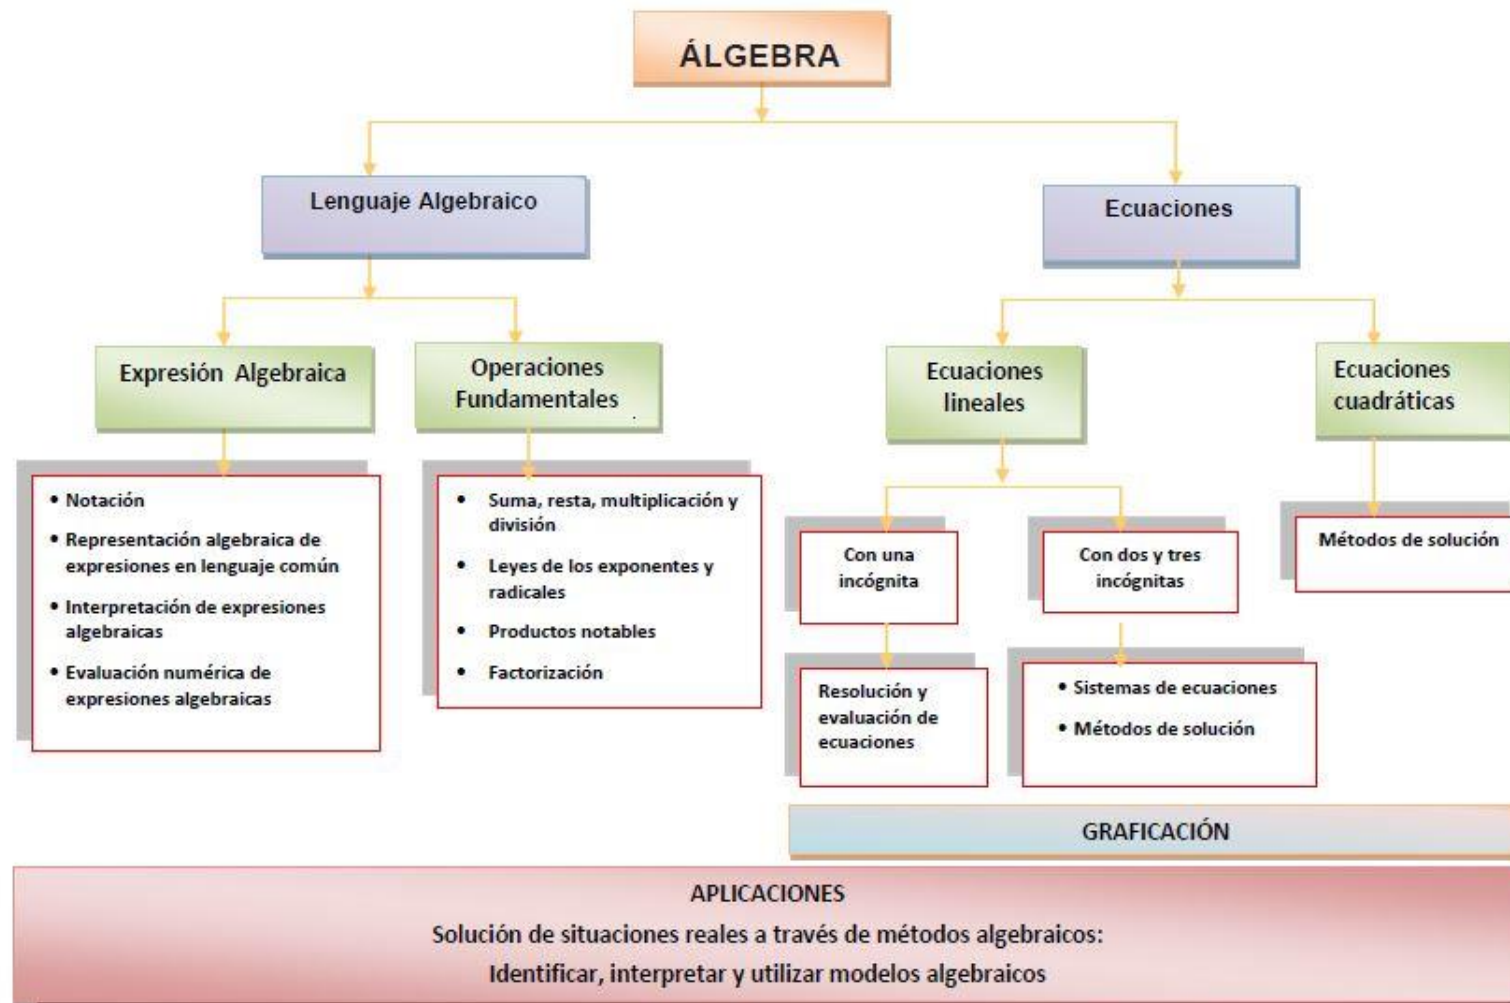 ÁLGEBRA
Lenguaje Algebraico
Ecuaciones
Expresión Algebraica
Operaciones
Fundamentales
.
Ecuaciones
lineales
Ecuaciones
cuadráticas
• Notación
• Representación algebraica de
expresiones en lenguaje común
• Interpretación de expresiones
algebraicas
• Evaluación numérica de
expresiones algebraicas
• Suma, resta, multiplicación y
división
• Leyes de los exponentes y
radicales
• Productos notables
• Factorización
Con una
incógnita
Con dos y tres
incógnitas
Métodos de solución
Resolución y
evaluación de
ecuaciones
• Sistemas de ecuaciones
• Métodos de solución
GRAFICACIÓN
APLICACIONES
Solución de situaciones reales a través de métodos algebraicos:
Identificar, interpretar y utilizar modelos algebraicos